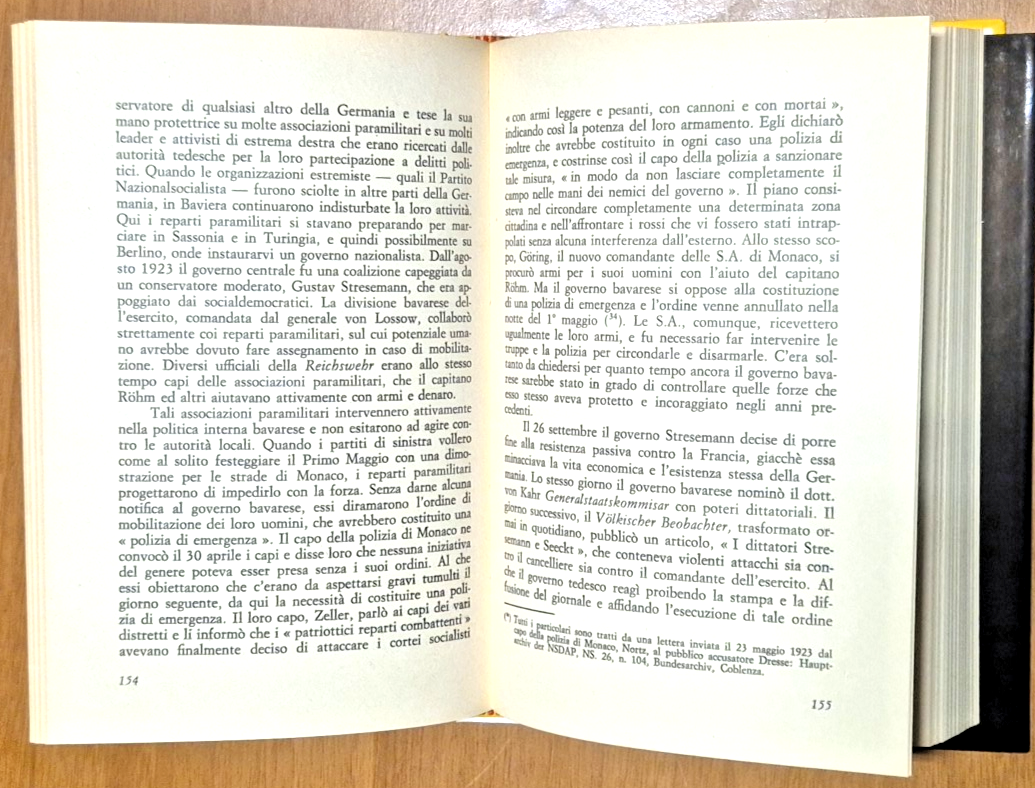 servatore di qualsiasi altro della Germania e tese la sua
mano protettrice su molte associazioni paramilitari e su molti
leader e attivisti di estrema destra che erano ricercati dalle
autorità tedesche per la loro partecipazione a delitti poli-
tici. Quando le organizzazioni estremiste — quali il Partito
Nazionalsocialista — furono sciolte in altre parti della Ger-
mania, in Baviera continuarono indisturbate la loro attività.
Qui i reparti paramilitari si stavano preparando per mar-
ciare in Sassonia e in Turingia, e quindi possibilmente su
Berlino, onde instaurarvi un governo nazionalista. Dall'ago-
sto 1923 il governo centrale fu una coalizione capeggiata da
un conservatore moderato, Gustav Stresemann, che era ap-
poggiato dai socialdemocratici. La divisione bavarese del-
l'esercito, comandata dal generale von Lossow, collaborò
strettamente coi reparti paramilitari, sul cui potenziale uma-
no avrebbe dovuto fare assegnamento in caso di mobilita-
zione. Diversi ufficiali della Reichswehr erano allo stesso
tempo capi delle associazioni paramilitari, che il capitano
Röhm ed altri aiutavano attivamente con armi e denaro.
Tali associazioni paramilitari intervennero attivamente
nella politica interna bavarese e non esitarono ad agire con-
tro le autorità locali. Quando i partiti di sinistra vollero
come al solito festeggiare il Primo Maggio con una dimo-
strazione per le strade di Monaco, i reparti paramilitari
progettarono di impedirlo con la forza. Senza darne alcuna
notifica al governo bavarese, essi diramarono l'ordine di
mobilitazione dei loro uomini, che avrebbero costituito una
« polizia di emergenza ». Il capo della polizia di Monaco ne
convocò il 30 aprile i capi e disse loro che nessuna iniziativa
del genere poteva esser presa senza i suoi ordini. Al che
essi obiettarono che c'erano da aspettarsi gravi tumulti il
giorno seguente, da qui la necessità di costituire una poli-
zia di emergenza. Il loro capo, Zeller, parlò ai capi dei vari
distretti e li informò che i « patriottici reparti combattenti »
avevano finalmente deciso di attaccare i cortei socialisti
154
« con armi leggere e pesanti, con cannoni e con mortai »,
indicando così la potenza del loro armamento. Egli dichiarò
inoltre che avrebbe costituito in ogni caso una polizia di
emergenza, e costrinse così il capo della polizia a sanzionare
tale misura, « in modo da non lasciare completamente il
campo nelle mani dei nemici del governo ». Il piano consi-
steva nel circondare completamente una determinata zona
cittadina e nell'affrontare i rossi che vi fossero stati intrap-
polati senza alcuna interferenza dall'esterno. Allo stesso sco-
po, Göring, il nuovo comandante delle S.A. di Monaco, si
procurò armi per i suoi uomini con l'aiuto del capitano
Röhm. Ma il governo bavarese si oppose alla costituzione
di una polizia di emergenza e l'ordine venne annullato nella
notte del 1° maggio (³⁴). Le S.A., comunque, ricevettero
ugualmente le loro armi, e fu necessario far intervenire le
truppe e la polizia per circondarle e disarmarle. C'era sol-
tanto da chiedersi per quanto tempo ancora il governo bava-
rese sarebbe stato in grado di controllare quelle forze che
esso stesso aveva protetto e incoraggiato negli anni pre-
cedenti.
Il 26 settembre il governo Stresemann decise di porre
fine alla resistenza passiva contro la Francia, giacchè essa
minacciava la vita economica e l'esistenza stessa della Ger-
mania. Lo stesso giorno il governo bavarese nominò il dott.
von Kahr Generalstaatskommisar con poteri dittatoriali. Il
giorno successivo, il Völkischer Beobachter, trasformato or-
mai in quotidiano, pubblicò un articolo, « I dittatori Stre-
semann e Seeckt », che conteneva violenti attacchi sia con-
tro il cancelliere sia contro il comandante dell'esercito. Al
che il governo tedesco reagì proibendo la stampa e la dif-
fusione del giornale e affidando l'esecuzione di tale ordine
Tutti i particolari sono tratti da una lettera inviata il 23 maggio 1923 dal
capo della polizia di Monaco, Nortz, al pubblico accusatore Dresse: Haupt-
archiv der NSDAP, NS. 26, n. 104, Bundesarchiv, Coblenza.
155